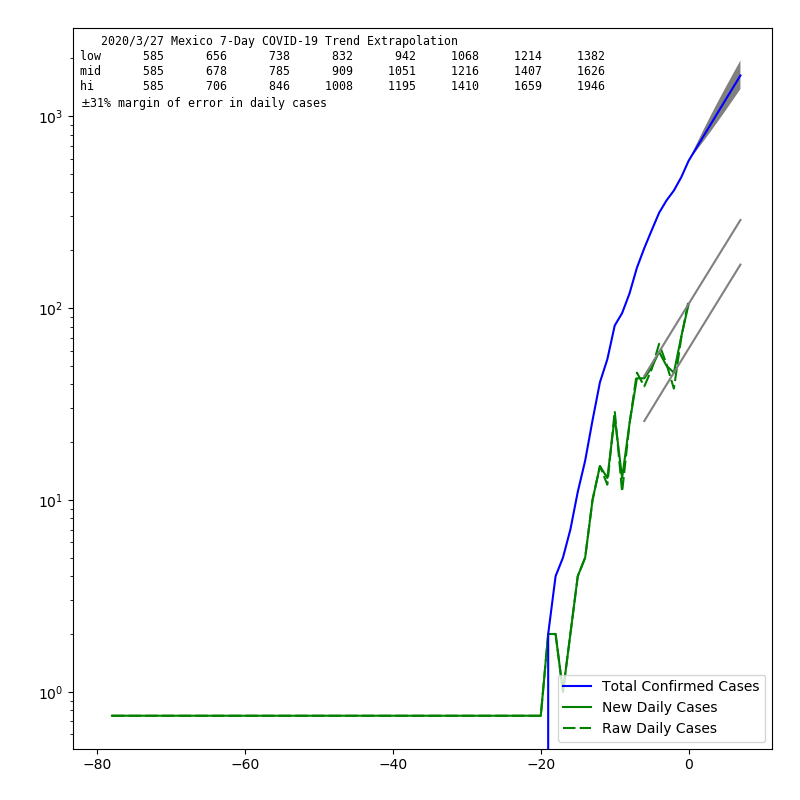 2020/3/27 Mexico 7-Day COVID-19 Trend Extrapolation
low 585 656 738 832 942 1068 1214 1382
mid 585 678 785 909 1051 1216 1407 1626
hi 585 706 846 1008 1195 1410 1659 1946
±31% margin of error in daily cases
10³
10²
10¹
10⁰
Total Confirmed Cases
New Daily Cases
Raw Daily Cases
−80 −60 −40 −20 0